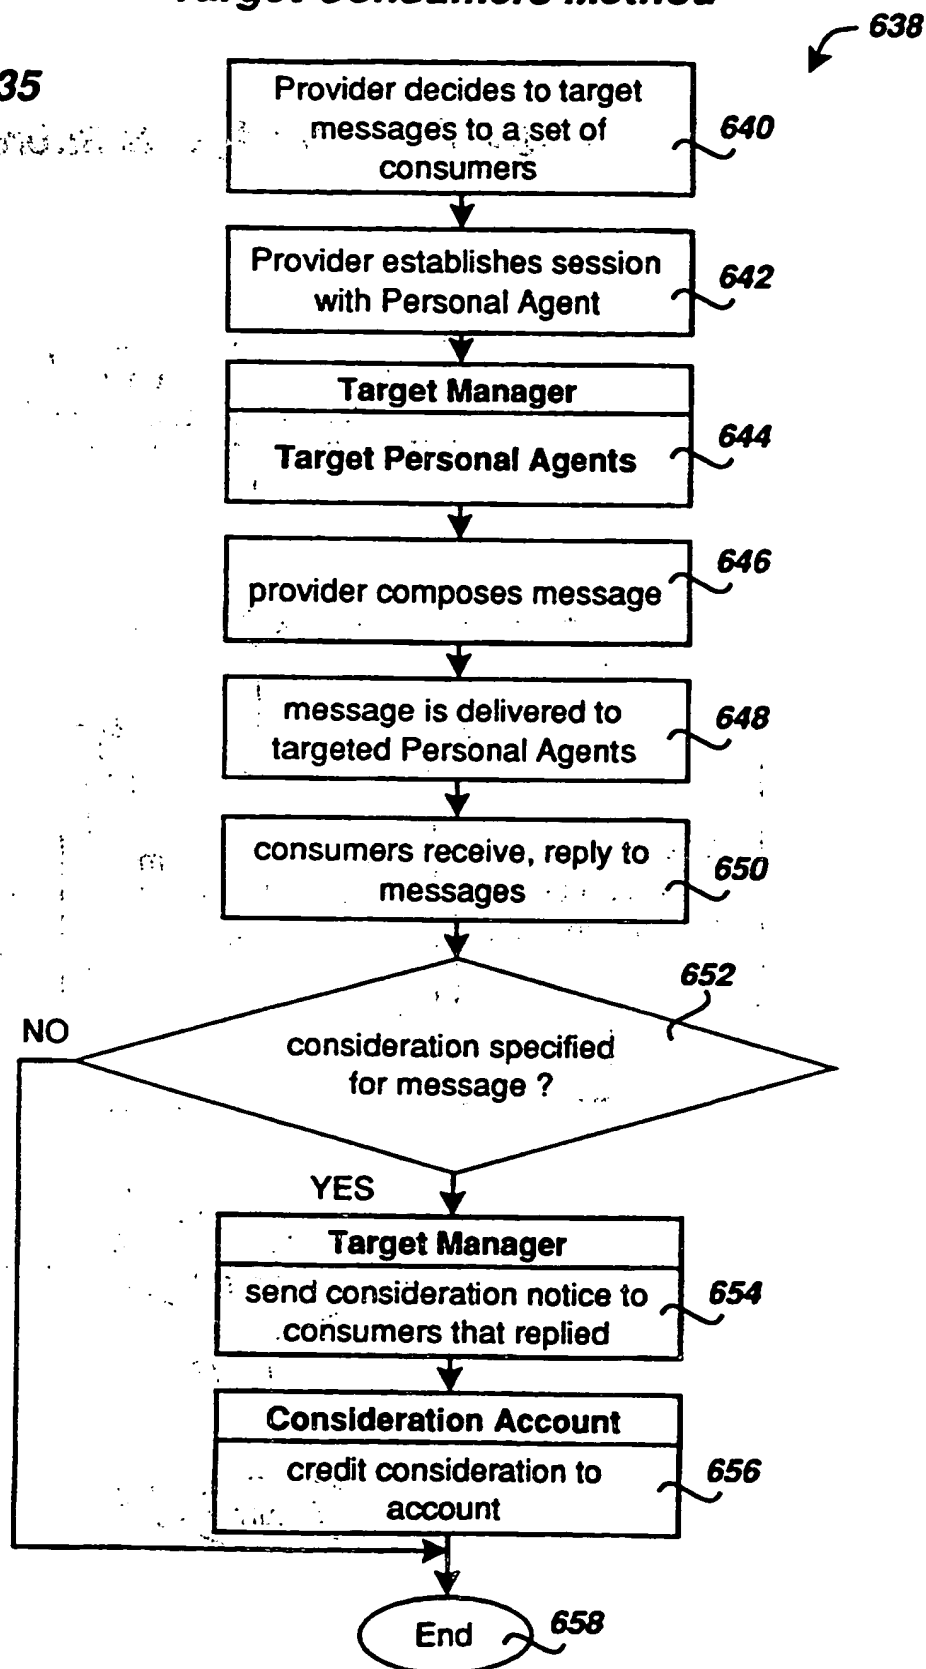 Target Consumers Method
638
35
Provider decides to target
messages to a set of
consumers
640
Provider establishes session
with Personal Agent
642
Target Manager
Target Personal Agents
644
provider composes message
646
message is delivered to
targeted Personal Agents
648
consumers receive, reply to
messages
650
652
NO
consideration specified
for message ?
YES
Target Manager
send consideration notice to
consumers that replied
654
Consideration Account
credit consideration to
account
656
End
658